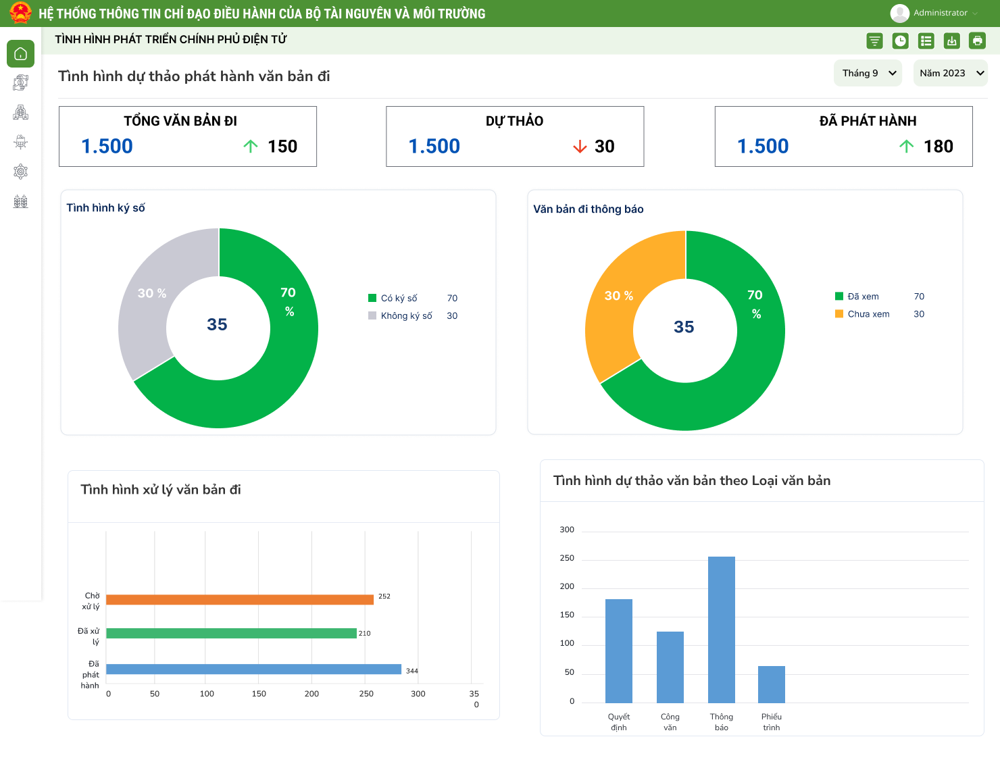 HỆ THỐNG THÔNG TIN CHỈ ĐẠO ĐIỀU HÀNH CỦA BỘ TÀI NGUYÊN VÀ MÔI TRƯỜNG
Administrator
TÌNH HÌNH PHÁT TRIỂN CHÍNH PHỦ ĐIỆN TỬ
Tình hình dự thảo phát hành văn bản đi
Tháng 9
Năm 2023
TỔNG VĂN BẢN ĐI
1.500
150
DỰ THẢO
1.500
30
ĐÃ PHÁT HÀNH
1.500
180
Tình hình ký số
30 %
70
%
35
Có ký số 70
Không ký số 30
Văn bản đi thông báo
30 %
70
%
35
Đã xem 70
Chưa xem 30
Tình hình xử lý văn bản đi
Chờ
xử lý
252
Đã xử
lý
210
Đã
phát
hành
344
0 50 100 150 200 250 300 35
0
Tình hình dự thảo văn bản theo Loại văn bản
300
250
200
150
100
50
0
Quyết
định
Công
văn
Thông
báo
Phiếu
trình